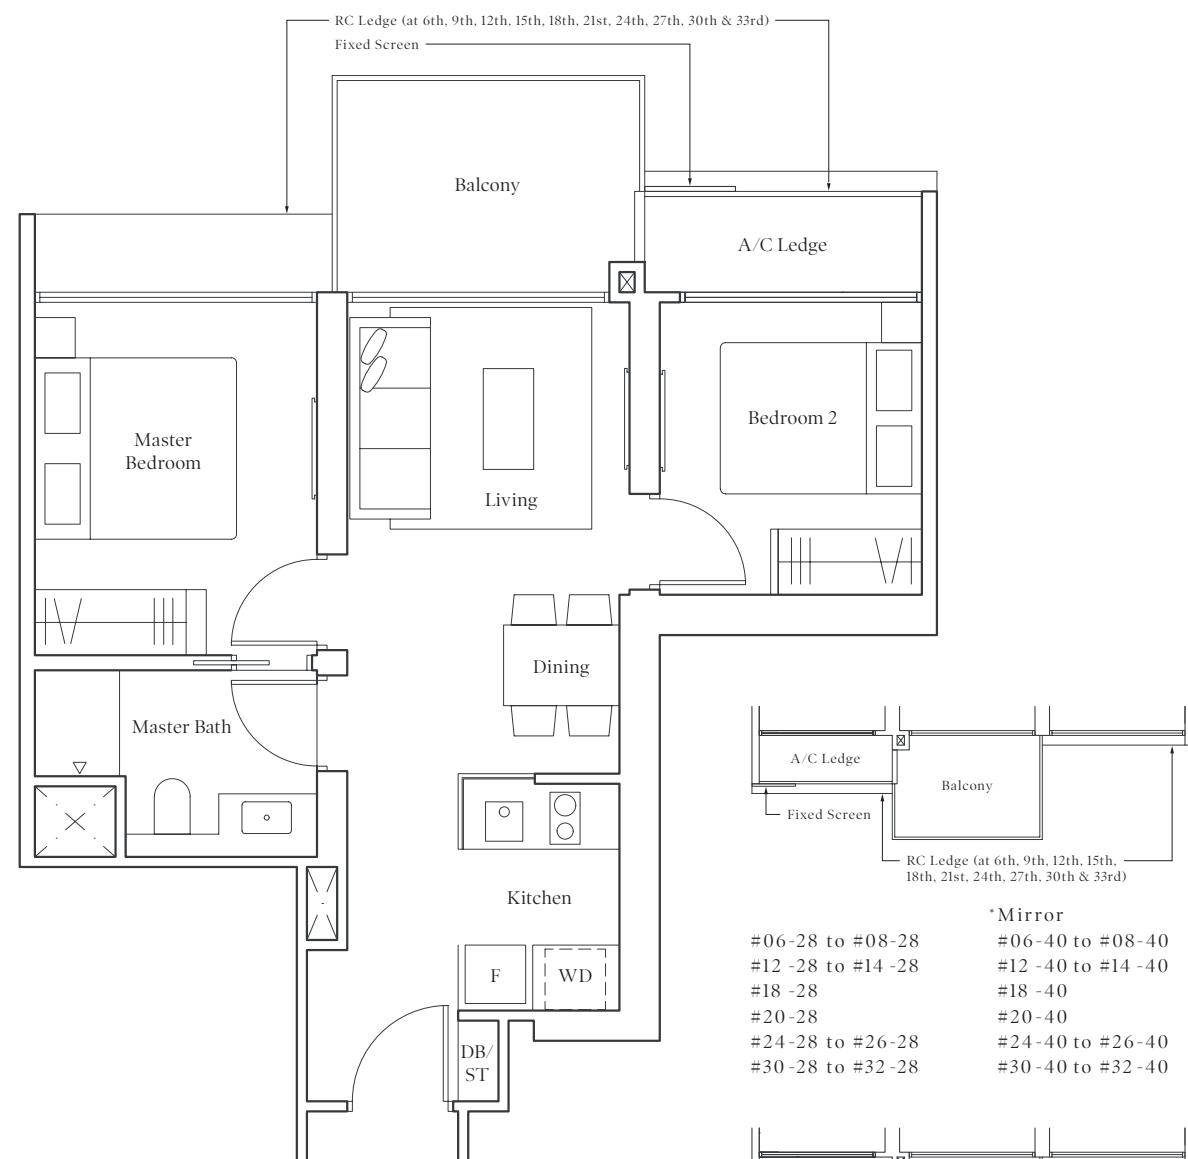 RC Ledge (at 6th, 9th, 12th, 15th, 18th, 21st, 24th, 27th, 30th & 33rd)
Fixed Screen
Balcony
A/C Ledge
Master
Bedroom
Bedroom 2
Living
Dining
Master Bath
Kitchen
F
WD
DB/
ST
A/C Ledge
Balcony
Fixed Screen
RC Ledge (at 6th, 9th, 12th, 15th,
18th, 21st, 24th, 27th, 30th & 33rd)
*Mirror
#06-28 to #08-28 #06-40 to #08-40
#12-28 to #14-28 #12-40 to #14-40
#18-28 #18-40
#20-28 #20-40
#24-28 to #26-28 #24-40 to #26-40
#30-28 to #32-28 #30-40 to #32-40